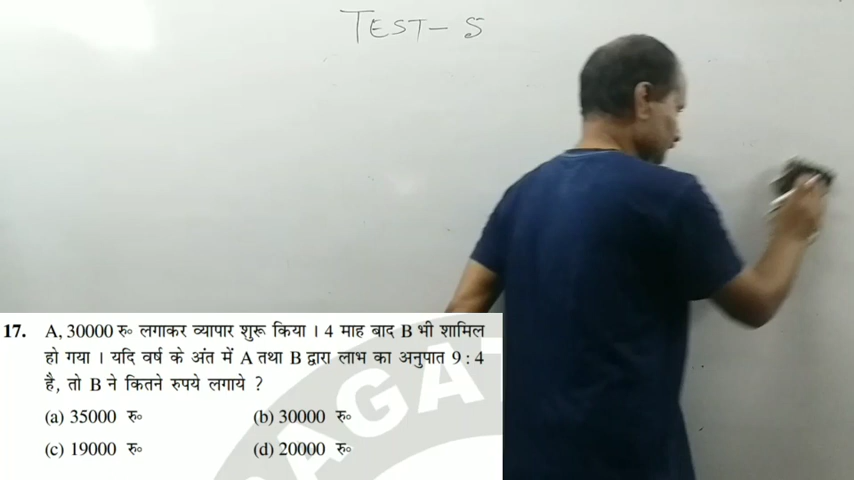 TEST-5
17. A, 30000 रु॰ लगाकर व्यापार शुरू किया । 4 माह बाद B भी शामिल
हो गया । यदि वर्ष के अंत में A तथा B द्वारा लाभ का अनुपात 9 : 4
है, तो B ने कितने रुपये लगाये ?
(a) 35000 रु॰ (b) 30000 रु॰
(c) 19000 रु॰ (d) 20000 रु॰